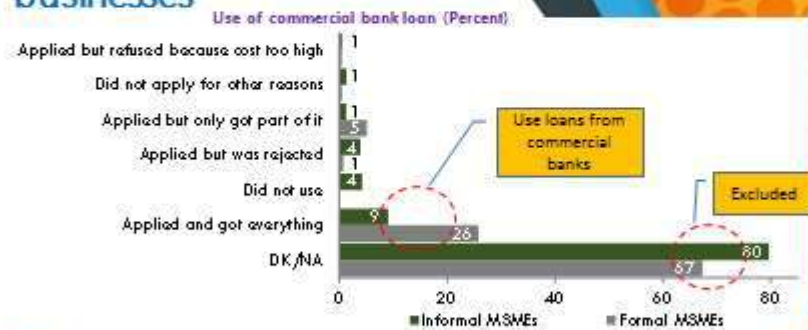 businesses
Use of commercial bank loan (Percent)
Applied but refused because cost too high
1
Did not apply for other reasons
1
Applied but only got part of it
1
5
Applied but was rejected
4
1
Did not use
4
Applied and got everything
9
26
DK/NA
80
67
Use loans from
commercial
banks
Excluded
0 20 40 60 80
Informal MSMEs Formal MSMEs